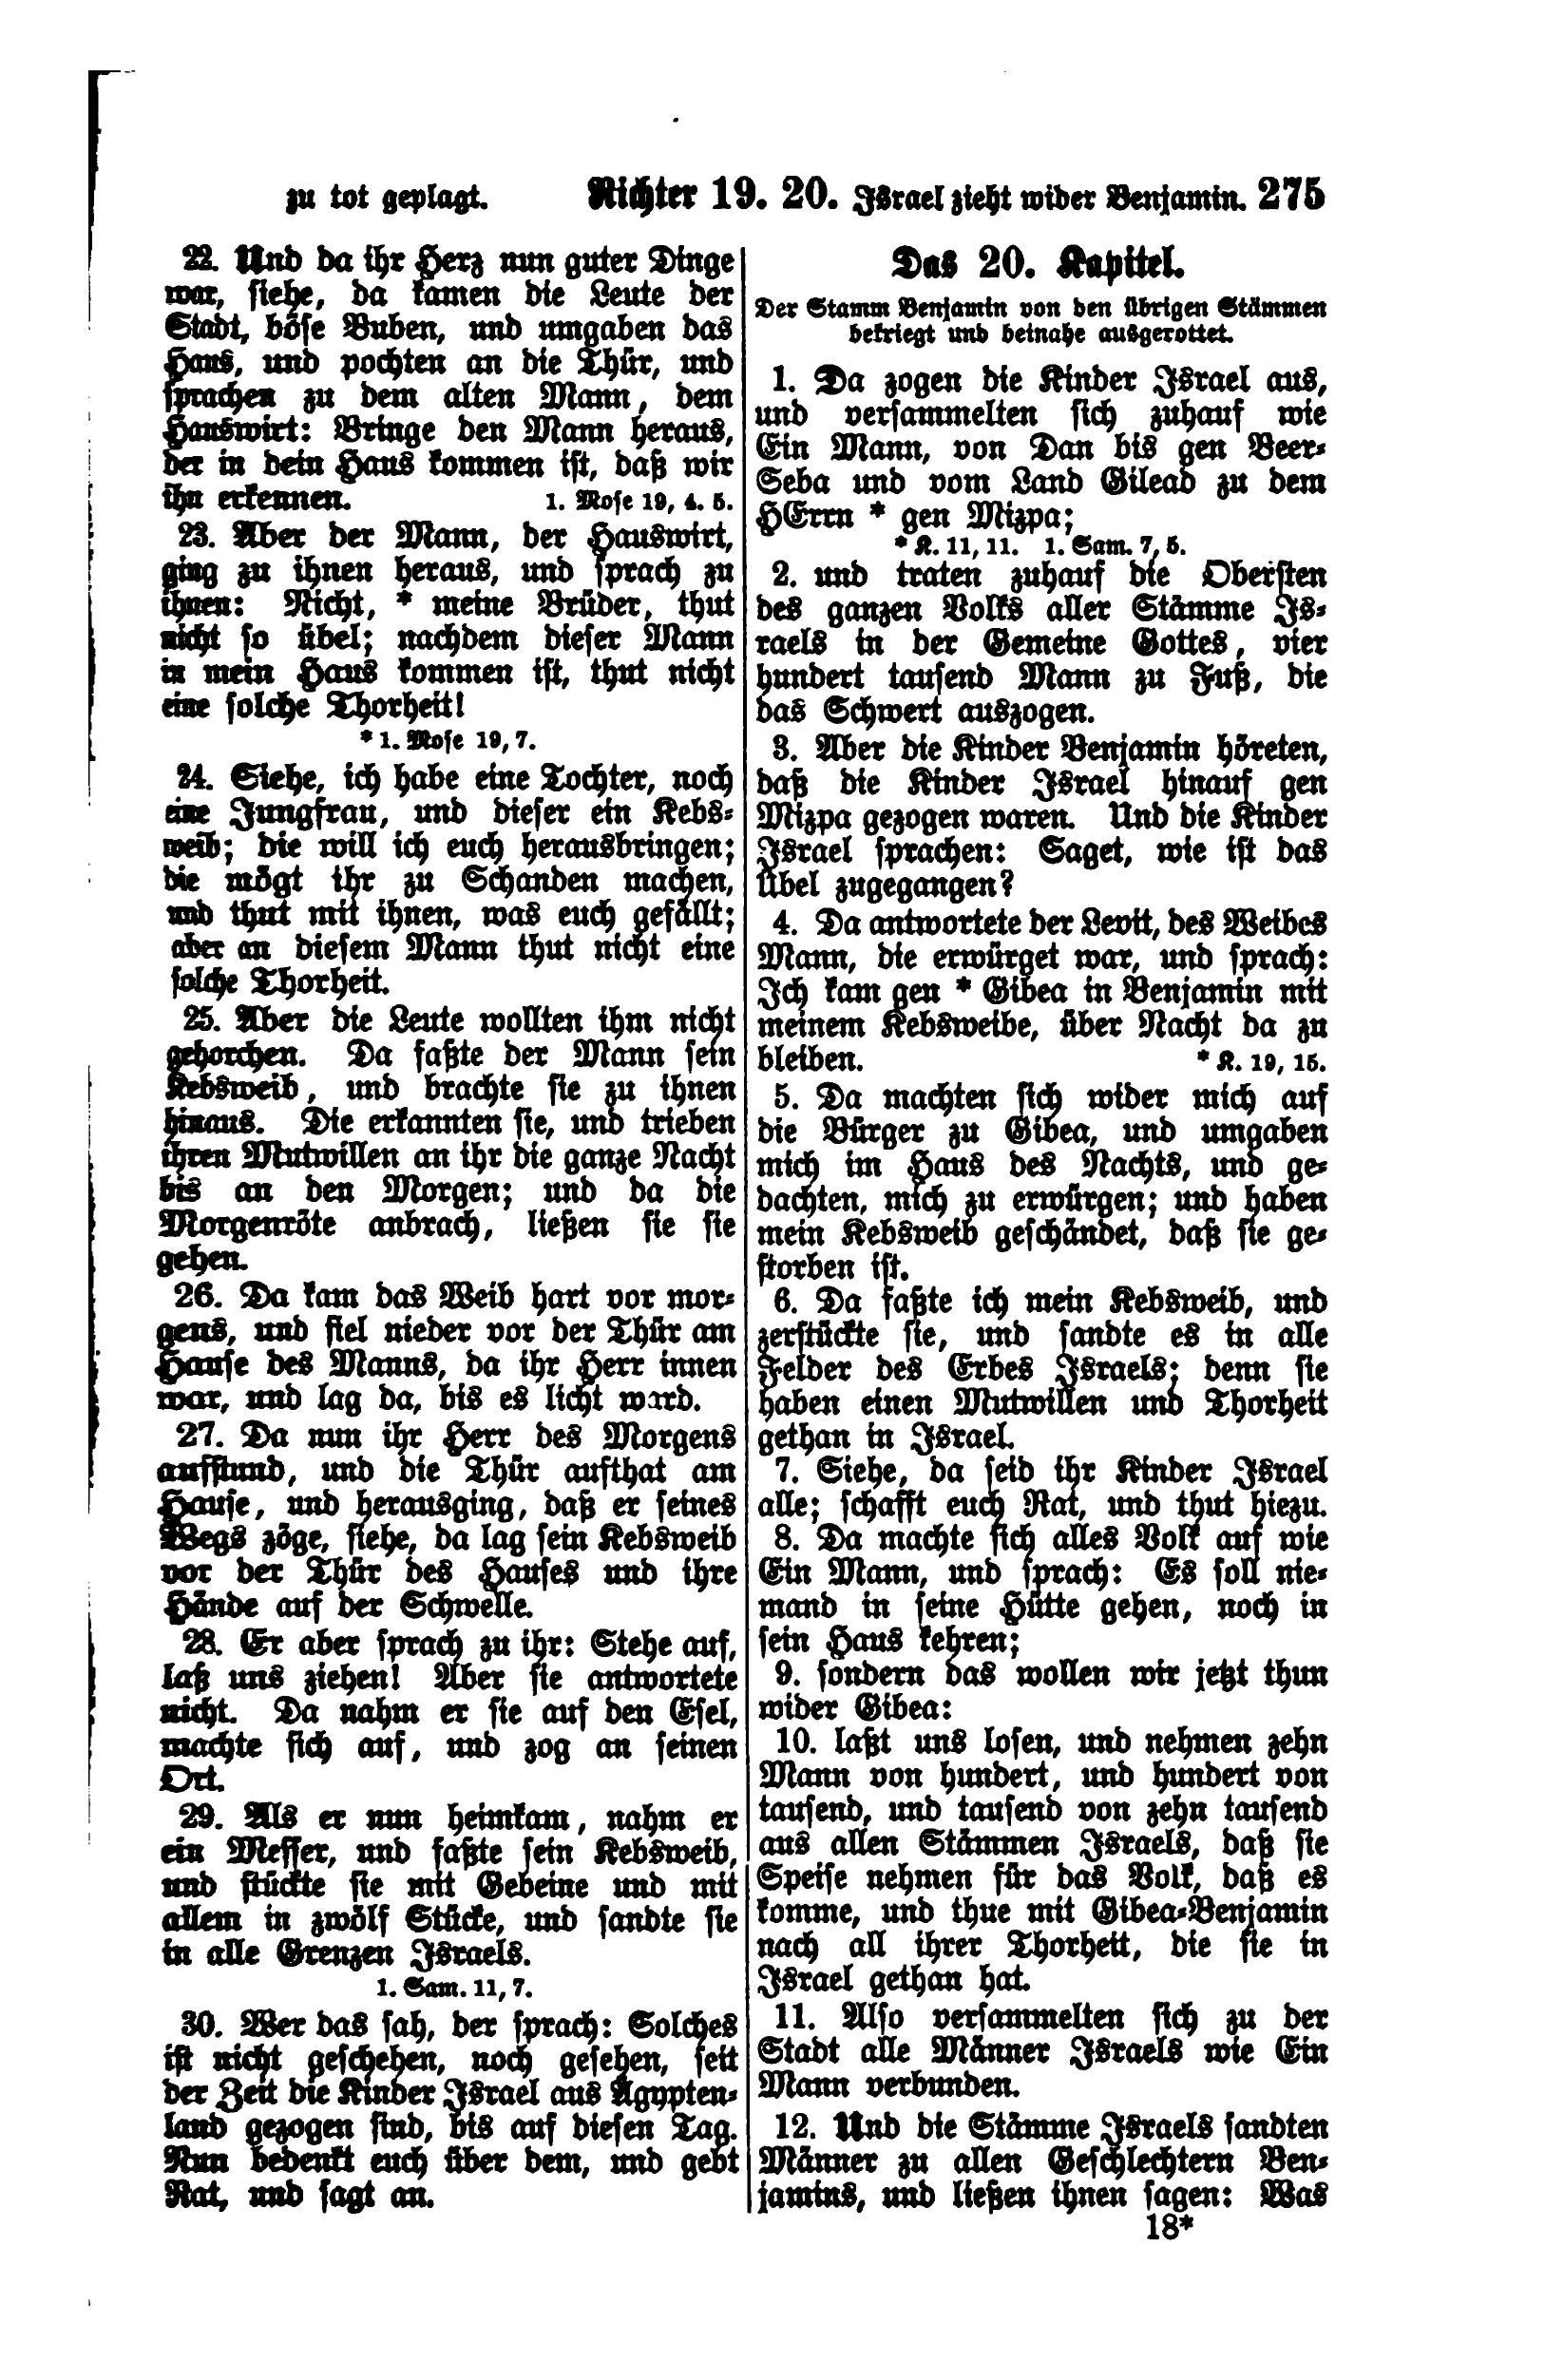 zu tot geplagt. Richter 19. 20. Israel zieht wider Benjamin. 275
22. Und da ihr Herz nun guter Dinge
war, siehe, da kamen die Leute der
Stadt, böse Buben, und umgaben das
Haus, und pochten an die Thür, und
sprachen zu dem alten Mann, dem
Hauswirt: Bringe den Mann heraus,
der in dein Haus kommen ist, daß wir
ihn erkennen. 1. Mose 19, 4. 5.
23. Aber der Mann, der Hauswirt,
ging zu ihnen heraus, und sprach zu
ihnen: Nicht, * meine Brüder, thut
nicht so übel; nachdem dieser Mann
in mein Haus kommen ist, thut nicht
eine solche Thorheit!
* 1. Mose 19, 7.
24. Siehe, ich habe eine Tochter, noch
eine Jungfrau, und dieser ein Kebs-
weib; die will ich euch herausbringen;
die mögt ihr zu Schanden machen,
und thut mit ihnen, was euch gefällt;
aber an diesem Mann thut nicht eine
solche Thorheit.
25. Aber die Leute wollten ihm nicht
gehorchen. Da faßte der Mann sein
Kebsweib, und brachte sie zu ihnen
hinaus. Die erkannten sie, und trieben
ihren Mutwillen an ihr die ganze Nacht
bis an den Morgen; und da die
Morgenröte anbrach, ließen sie sie
gehen.
26. Da kam das Weib hart vor mor-
gens, und fiel nieder vor der Thür am
Hause des Manns, da ihr Herr innen
war, und lag da, bis es licht ward.
27. Da nun ihr Herr des Morgens
aufstund, und die Thür aufthat am
Hause, und herausging, daß er seines
Wegs zöge, siehe, da lag sein Kebsweib
vor der Thür des Hauses und ihre
Hände auf der Schwelle.
28. Er aber sprach zu ihr: Stehe auf,
laß uns ziehen! Aber sie antwortete
nicht. Da nahm er sie auf den Esel,
machte sich auf, und zog an seinen
Ort.
29. Als er nun heimkam, nahm er
ein Messer, und faßte sein Kebsweib,
und stückte sie mit Gebeine und mit
allem in zwölf Stücke, und sandte sie
in alle Grenzen Israels.
1. Sam. 11, 7.
30. Wer das sah, der sprach: Solches
ist nicht geschehen, noch gesehen, seit
der Zeit die Kinder Israel aus Ägypten-
land gezogen sind, bis auf diesen Tag.
Nun bedenkt euch über dem, und gebt
Rat, und sagt an.
Das 20. Kapitel.
Der Stamm Benjamin von den übrigen Stämmen
bekriegt und beinahe ausgerottet.
1. Da zogen die Kinder Israel aus,
und versammelten sich zuhauf wie
Ein Mann, von Dan bis gen Beer-
Seba und vom Land Gilead zu dem
HErrn * gen Mizpa;
* K. 11, 11. 1. Sam. 7, 5.
2. und traten zuhauf die Obersten
des ganzen Volks aller Stämme Is-
raels in der Gemeine Gottes, vier
hundert tausend Mann zu Fuß, die
das Schwert auszogen.
3. Aber die Kinder Benjamin höreten,
daß die Kinder Israel hinauf gen
Mizpa gezogen waren. Und die Kinder
Israel sprachen: Saget, wie ist das
Übel zugegangen?
4. Da antwortete der Levit, des Weibes
Mann, die erwürget war, und sprach:
Ich kam gen * Gibea in Benjamin mit
meinem Kebsweibe, über Nacht da zu
bleiben. * K. 19, 15.
5. Da machten sich wider mich auf
die Bürger zu Gibea, und umgaben
mich im Haus des Nachts, und ge-
dachten, mich zu erwürgen; und haben
mein Kebsweib geschändet, daß sie ge-
storben ist.
6. Da faßte ich mein Kebsweib, und
zerstückte sie, und sandte es in alle
Felder des Erbes Israels; denn sie
haben einen Mutwillen und Thorheit
gethan in Israel.
7. Siehe, da seid ihr Kinder Israel
alle; schafft euch Rat, und thut hiezu.
8. Da machte sich alles Volk auf wie
Ein Mann, und sprach: Es soll nie-
mand in seine Hütte gehen, noch in
sein Haus kehren;
9. sondern das wollen wir jetzt thun
wider Gibea:
10. laßt uns losen, und nehmen zehn
Mann von hundert, und hundert von
tausend, und tausend von zehn tausend
aus allen Stämmen Israels, daß sie
Speise nehmen für das Volk, daß es
komme, und thue mit Gibea-Benjamin
nach all ihrer Thorheit, die sie in
Israel gethan hat.
11. Also versammelten sich zu der
Stadt alle Männer Israels wie Ein
Mann verbunden.
12. Und die Stämme Israels sandten
Männer zu allen Geschlechtern Ben-
jamins, und ließen ihnen sagen: Was
18*